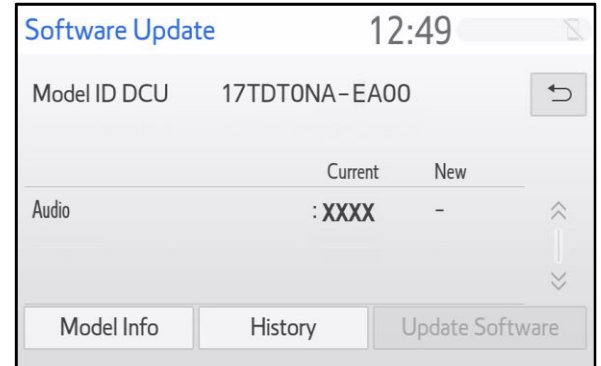 Software Update 12:49
Model ID DCU 17TDT0NA-EA00
Current New
Audio : XXXX -
Model Info History Update Software